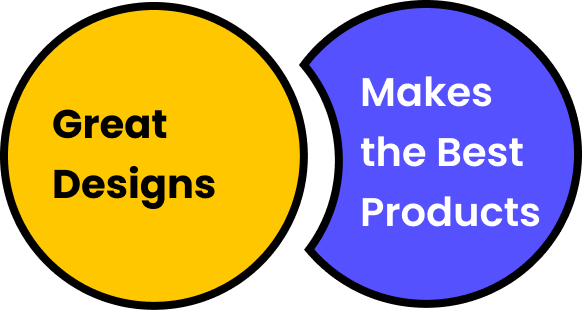 Great
Designs
Makes
the Best
Products